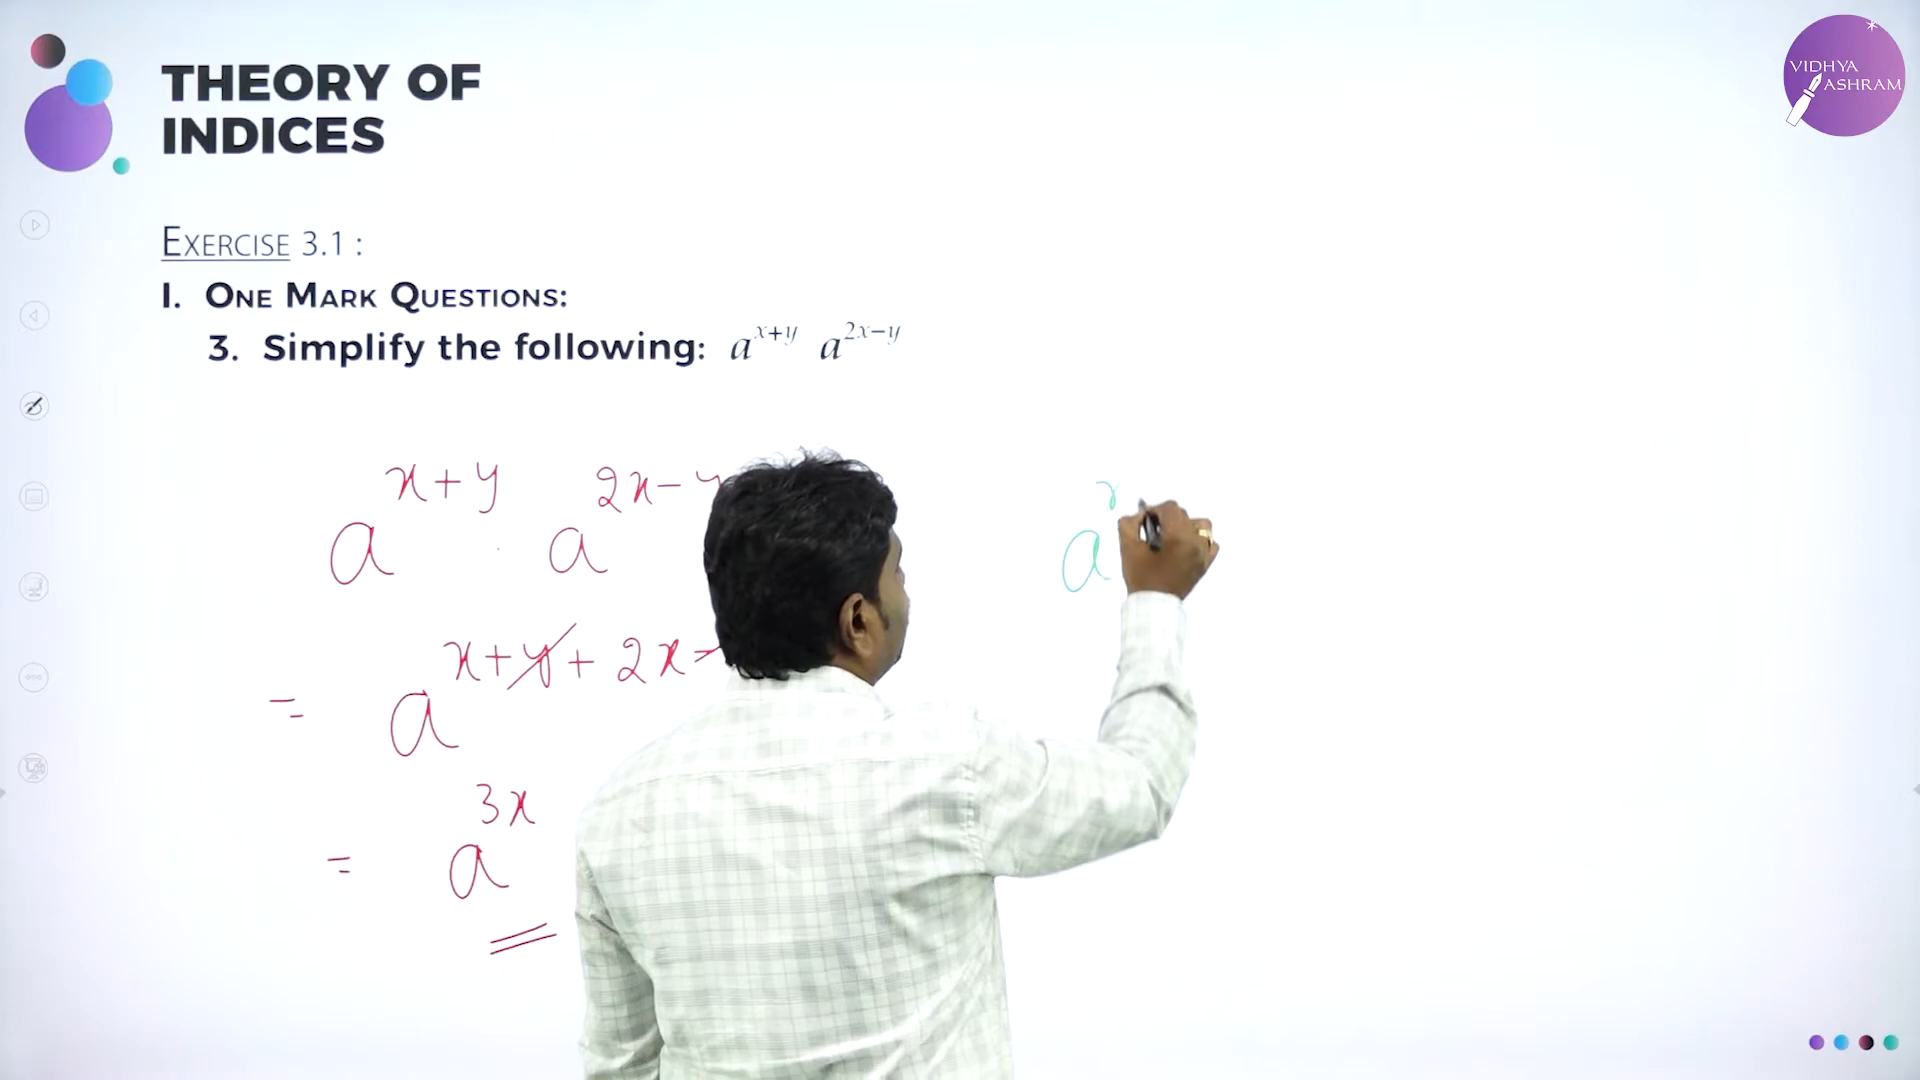 THEORY OF
INDICES
VIDHYA
ASHRAM
EXERCISE 3.1 :
I. ONE MARK QUESTIONS:
3. Simplify the following: a^{x+y} a^{2x-y}
a^{x+y} . a^{2x-y}
= a^{x+y+2x-
= a^{3x}
a